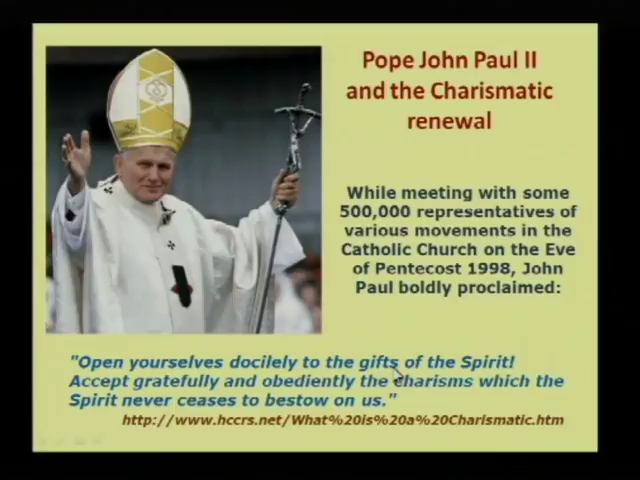 Pope John Paul II
and the Charismatic
renewal
While meeting with some
500,000 representatives of
various movements in the
Catholic Church on the Eve
of Pentecost 1998, John
Paul boldly proclaimed:
"Open yourselves docilely to the gifts of the Spirit!
Accept gratefully and obediently the charisms which the
Spirit never ceases to bestow on us."
http://www.hccrs.net/What%20is%20a%20Charismatic.htm